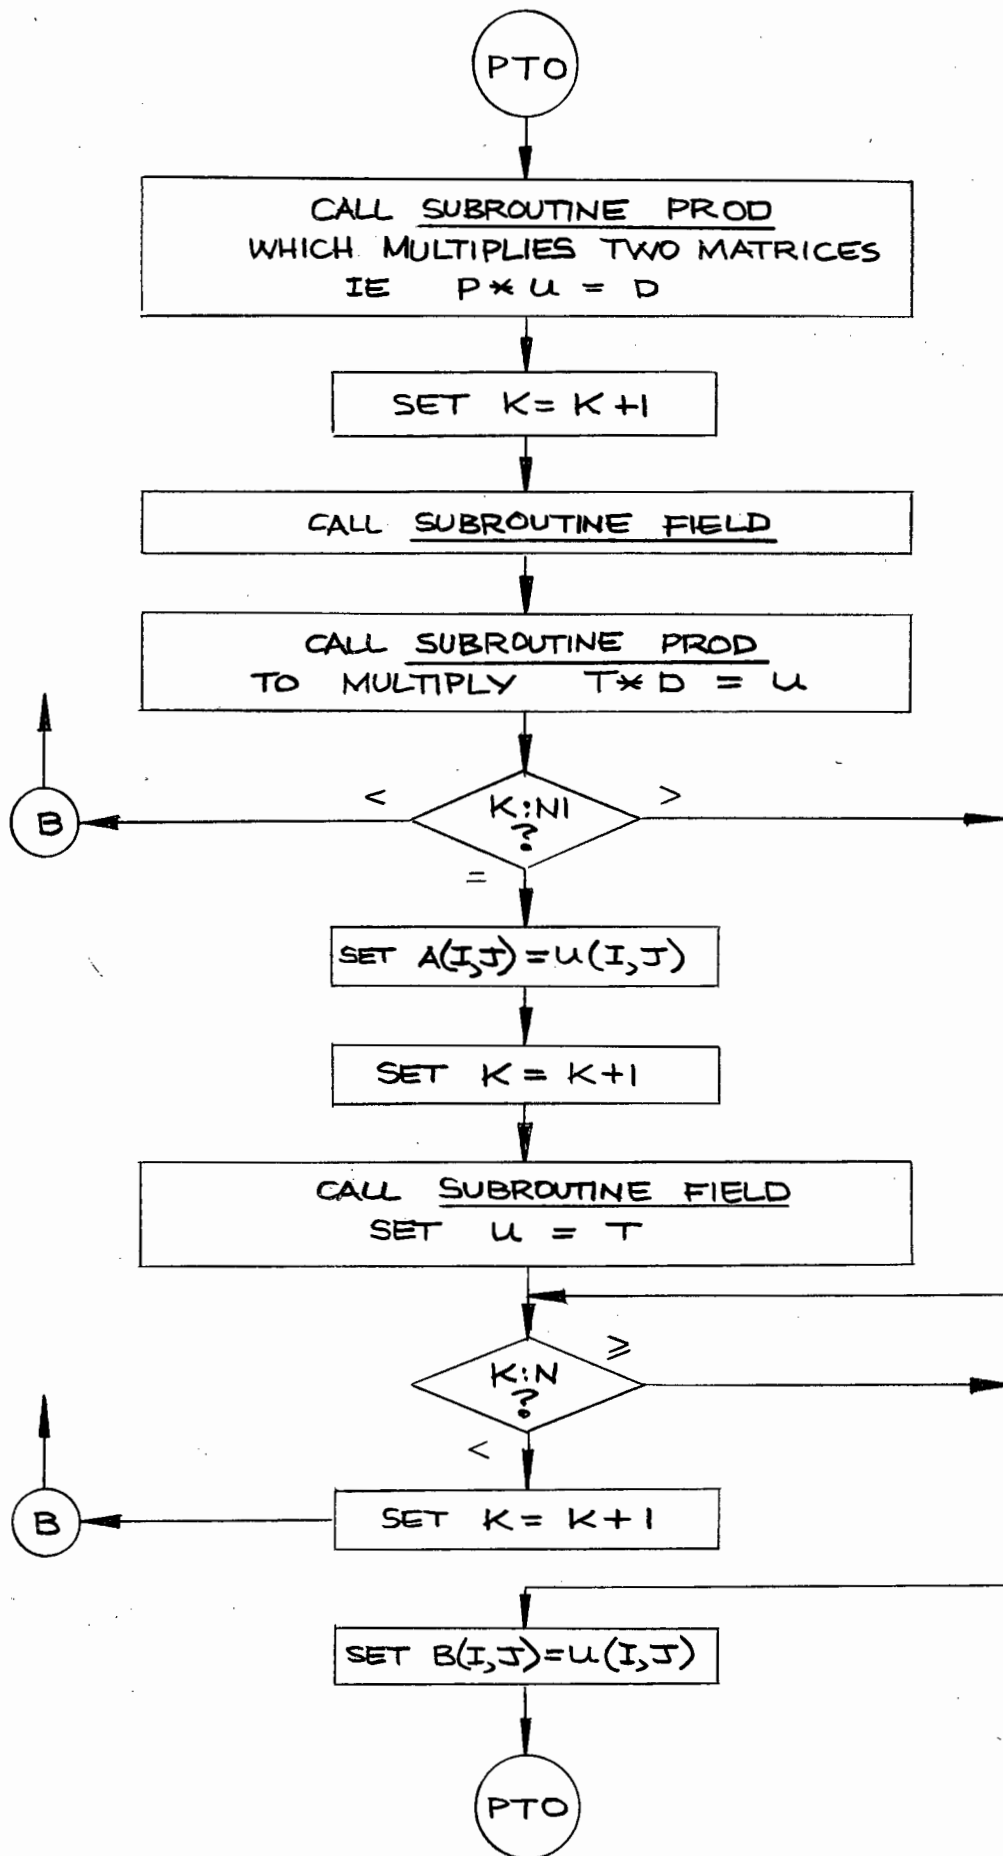 PTO
CALL SUBROUTINE PROD
WHICH MULTIPLIES TWO MATRICES
IE P * U = D
SET K = K + 1
CALL SUBROUTINE FIELD
CALL SUBROUTINE PROD
TO MULTIPLY T * D = U
B
<
K:N1
?
>
=
SET A(I,J) = U(I,J)
SET K = K + 1
CALL SUBROUTINE FIELD
SET U = T
K:N
?
≥
<
B
SET K = K + 1
SET B(I,J) = U(I,J)
PTO